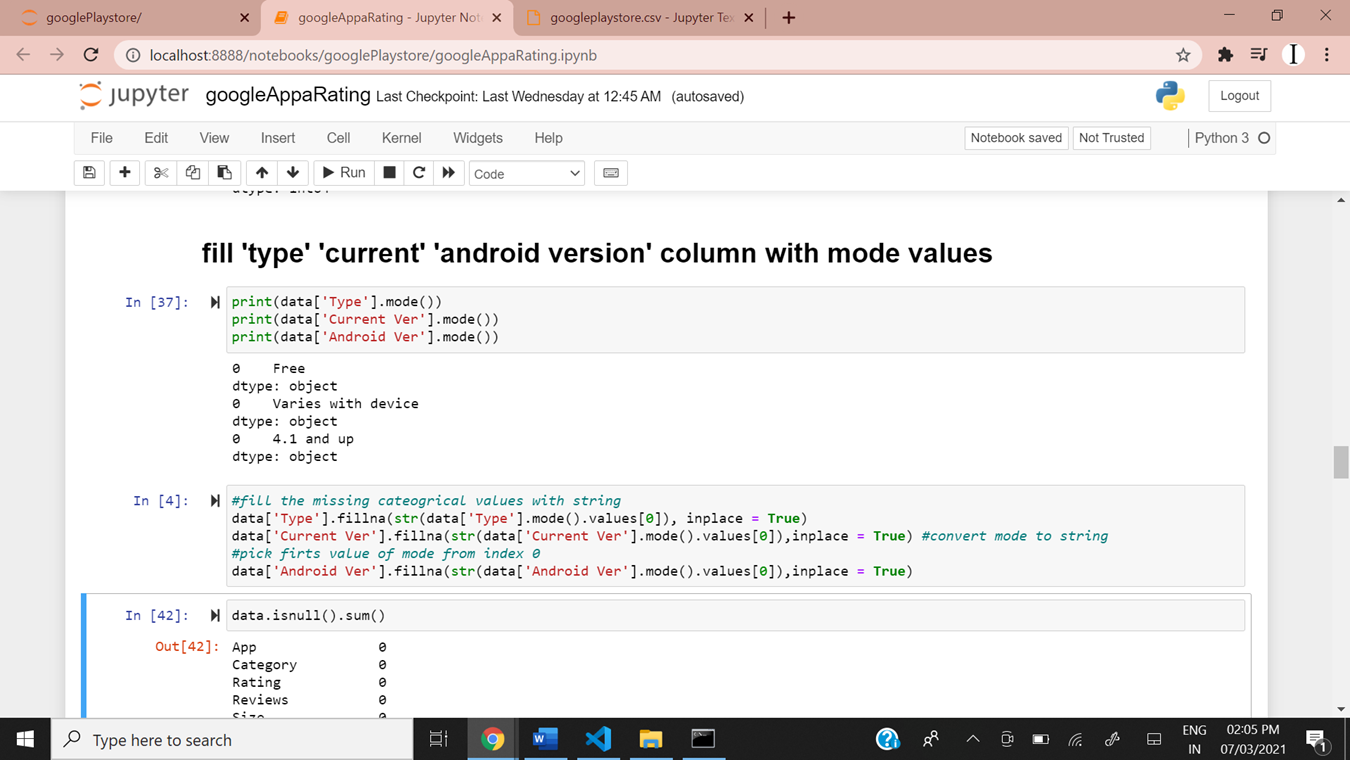 googlePlaystore/
googleAppaRating - Jupyter Not
googleplaystore.csv - Jupyter Tex
localhost:8888/notebooks/googlePlaystore/googleAppaRating.ipynb
jupyter googleAppaRating Last Checkpoint: Last Wednesday at 12:45 AM (autosaved)
Logout
File Edit View Insert Cell Kernel Widgets Help
Notebook saved Not Trusted Python 3
Run Code
fill 'type' 'current' 'android version' column with mode values
In [37]:
print(data['Type'].mode())
print(data['Current Ver'].mode())
print(data['Android Ver'].mode())
0    Free
dtype: object
0    Varies with device
dtype: object
0    4.1 and up
dtype: object
In [4]:
#fill the missing cateogrical values with string
data['Type'].fillna(str(data['Type'].mode().values[0]), inplace = True)
data['Current Ver'].fillna(str(data['Current Ver'].mode().values[0]),inplace = True) #convert mode to string
#pick firts value of mode from index 0
data['Android Ver'].fillna(str(data['Android Ver'].mode().values[0]),inplace = True)
In [42]:
data.isnull().sum()
Out[42]:
App 0
Category 0
Rating 0
Reviews 0
Size 0
Type here to search
ENG
IN
02:05 PM
07/03/2021
1